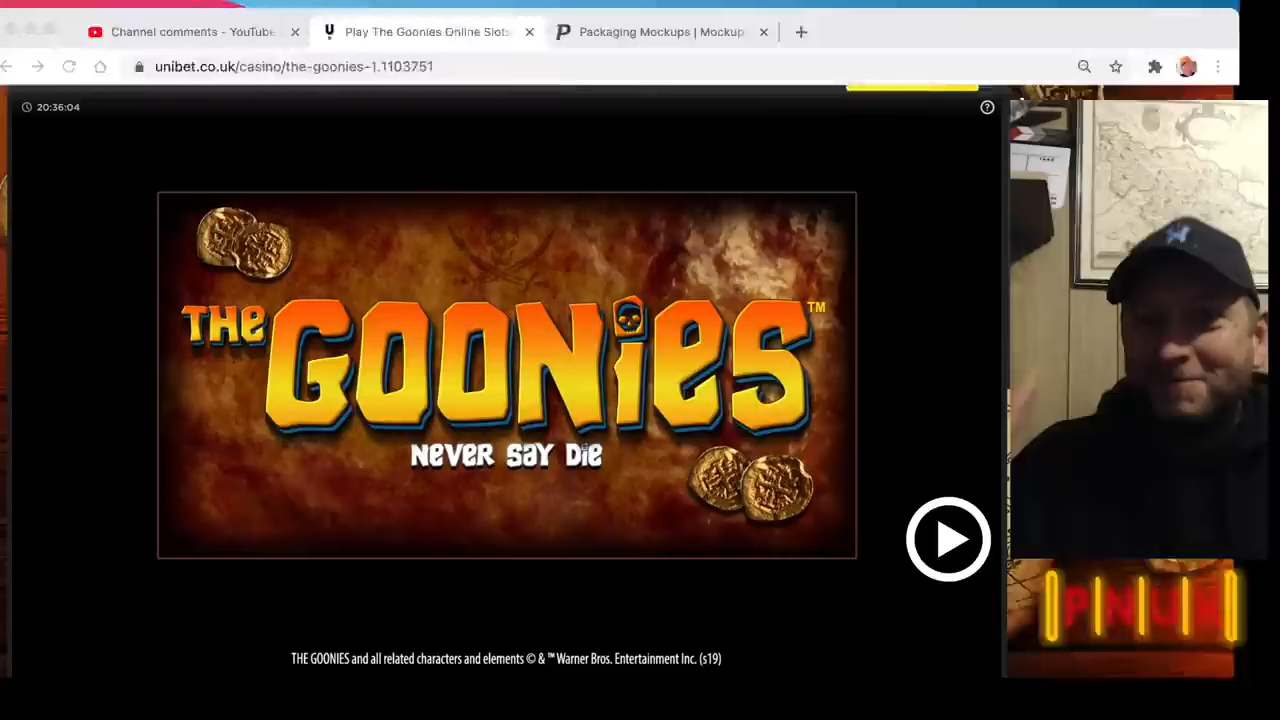 Channel comments - YouTube
Play The Goonies Online Slots
Packaging Mockups | Mockup
unibet.co.uk/casino/the-goonies-1.1103751
20:36:04
THE GOONIES™
NEVER SAY DIE
THE GOONIES and all related characters and elements © & ™ Warner Bros. Entertainment Inc. (s19)